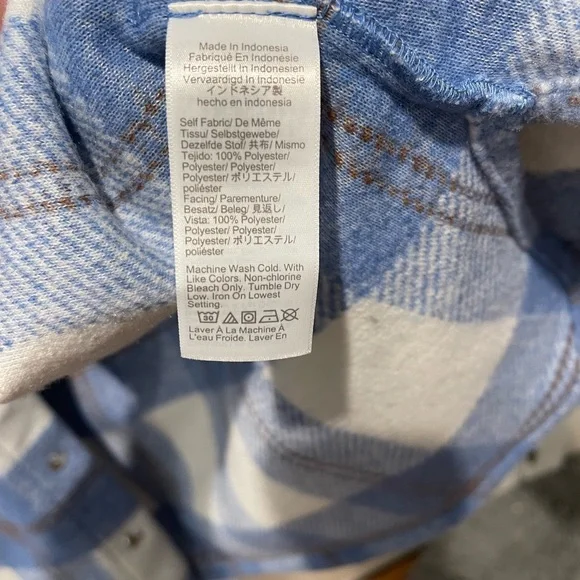 Made In Indonesia
Fabriqué En Indonésie
Hergestellt In Indonesien
Vervaardigd In Indonesie
インドネシア製
hecho en indonesia
Self Fabric/ De Même
Tissu/ Selbstgewebe/
Dezelfde Stof/ 共布/ Mismo
Tejido: 100% Polyester/
Polyester/ Polyester/
Polyester/ ポリエステル/
poliéster
Facing/ Parementure/
Besatz/ Beleg/ 見返し/
Vista: 100% Polyester/
Polyester/ Polyester/
Polyester/ ポリエステル/
poliéster
Machine Wash Cold. With
Like Colors. Non-chlorine
Bleach Only. Tumble Dry
Low. Iron On Lowest
Setting.
30
Laver À La Machine À
L'eau Froide. Laver En